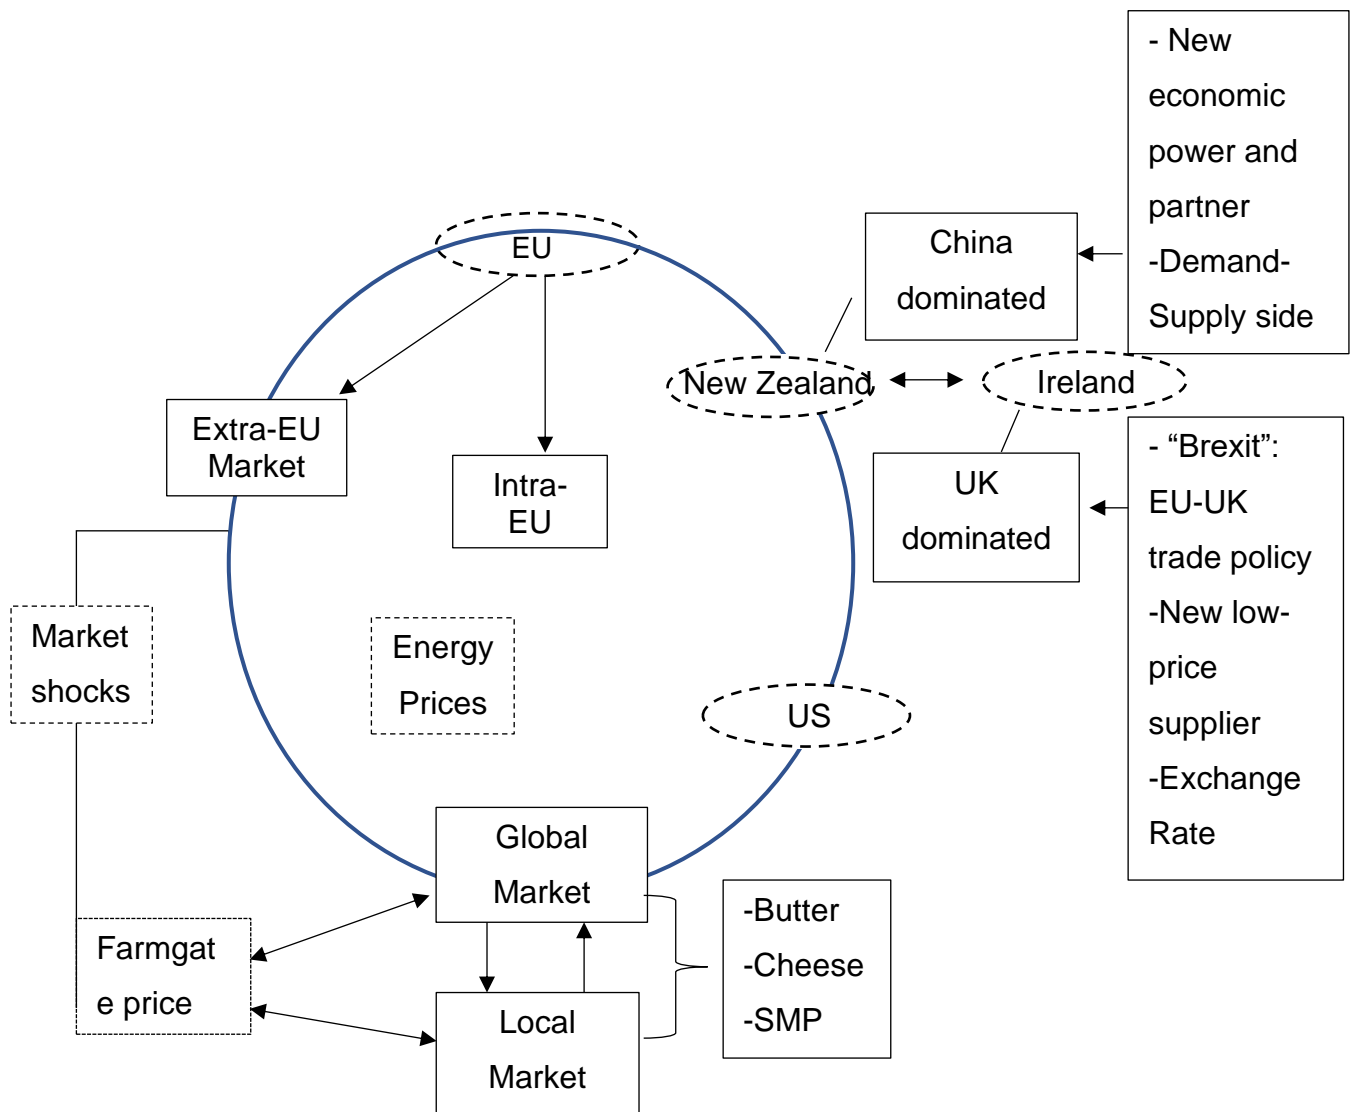 - New
economic
power and
partner
-Demand-
Supply side
China
dominated
EU
New Zealand
Ireland
Extra-EU
Market
Intra-
EU
UK
dominated
- “Brexit”:
EU-UK
trade policy
-New low-
price
supplier
-Exchange
Rate
Market
shocks
Energy
Prices
US
Global
Market
-Butter
-Cheese
-SMP
Farmgat
e price
Local
Market